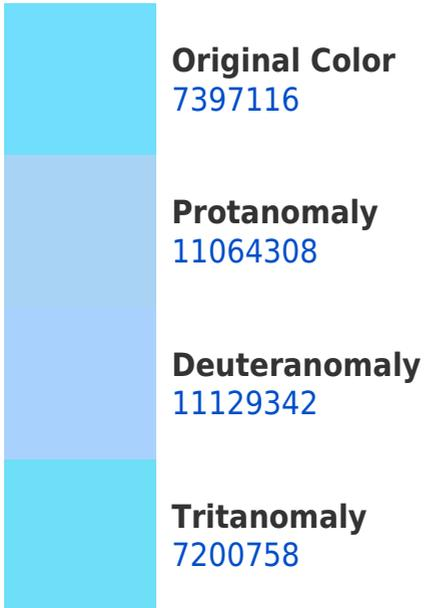 Original Color
7397116
Protanomaly
11064308
Deuteranomaly
11129342
Tritanomaly
7200758